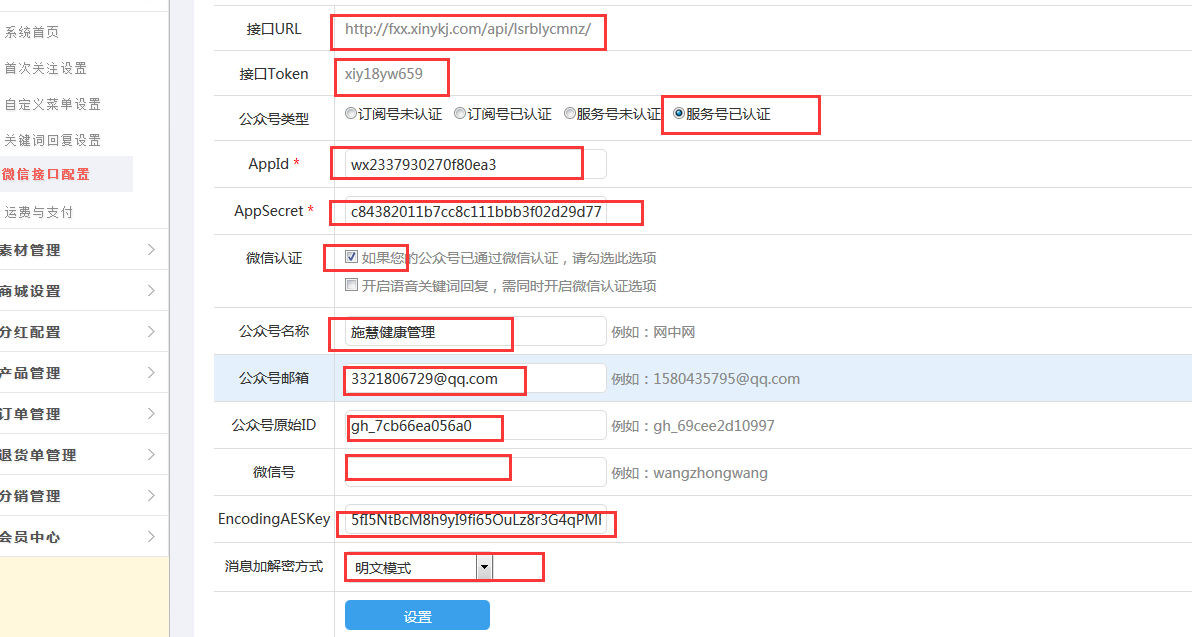 系统首页
首次关注设置
自定义菜单设置
关键词回复设置
微信接口配置
运费与支付
素材管理
商城设置
分红配置
产品管理
订单管理
退货单管理
分销管理
会员中心
接口URL http://fxx.xinykj.com/api/lsrblycmnz/
接口Token xiy18yw659
公众号类型 订阅号未认证 订阅号已认证 服务号未认证 服务号已认证
AppId * wx2337930270f80ea3
AppSecret * c84382011b7cc8c111bbb3f02d29d77
微信认证 如果您的公众号已通过微信认证，请勾选此选项
开启语音关键词回复，需同时开启微信认证选项
公众号名称 施慧健康管理 例如：网中网
公众号邮箱 3321806729@qq.com 例如：1580435795@qq.com
公众号原始ID gh_7cb66ea056a0 例如：gh_69cee2d10997
微信号 例如：wangzhongwang
EncodingAESKey 5fI5NtBcM8h9yI9fi65OuLz8r3G4qPMI
消息加解密方式 明文模式
设置